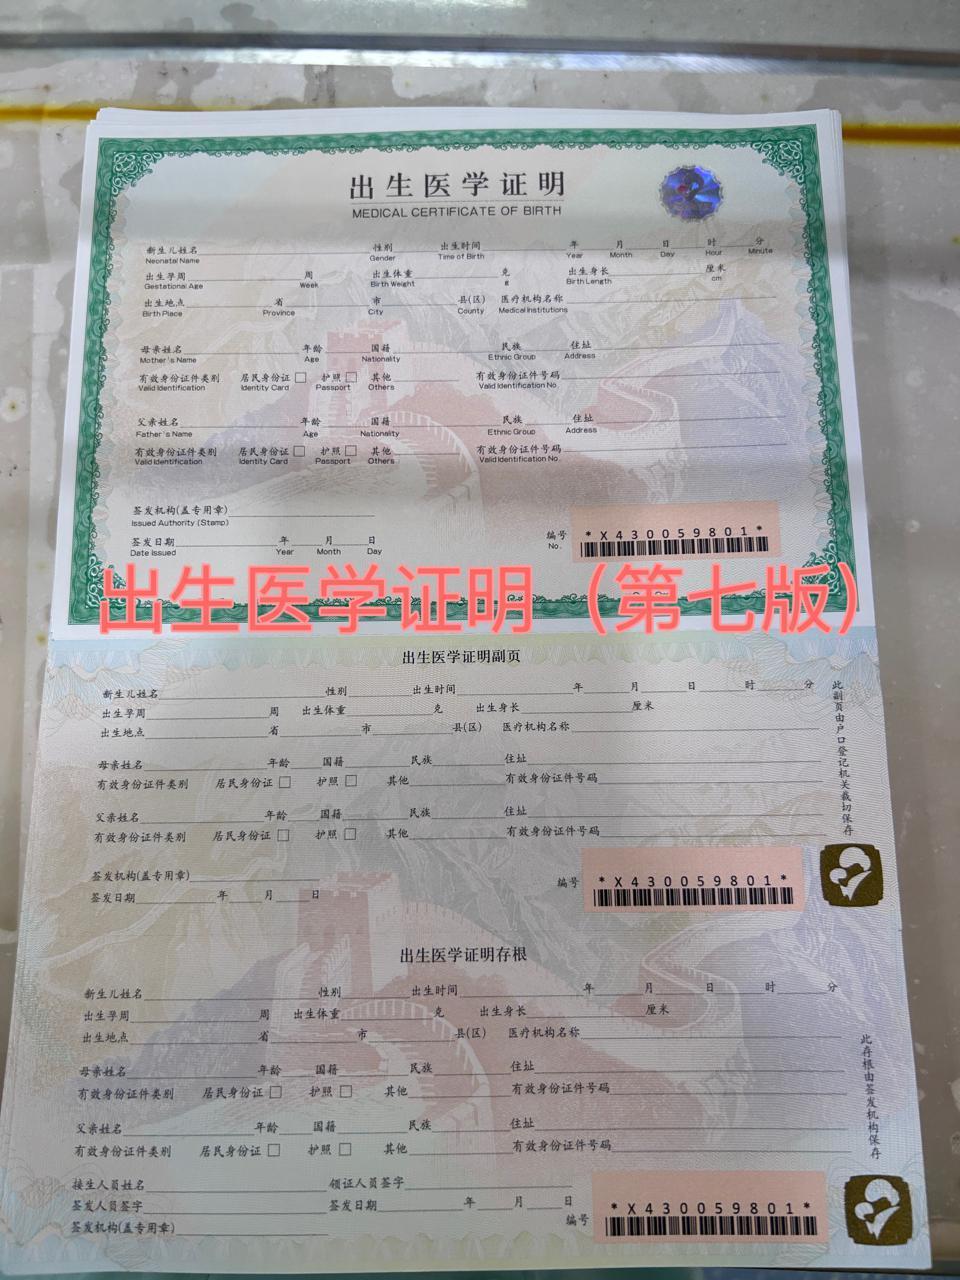 出生医学证明
MEDICAL CERTIFICATE OF BIRTH
新生儿姓名 性别 出生时间 年 月 日 时 分
Neonatal Name Gender Time of Birth Year Month Day Hour Minute
出生孕周 周 出生体重 克 出生身长 厘米
Gestational Age Week Birth Weight g Birth Length cm
出生地点 省 市 县(区) 医疗机构名称
Birth Place Province City County Medical Institutions
母亲姓名 年龄 国籍 民族 住址
Mother's Name Age Nationality Ethnic Group Address
有效身份证件类别 居民身份证 护照 其他 有效身份证件号码
Valid Identification Identity Card Passport Others Valid Identification No.
父亲姓名 年龄 国籍 民族 住址
Father's Name Age Nationality Ethnic Group Address
有效身份证件类别 居民身份证 护照 其他 有效身份证件号码
Valid Identification Identity Card Passport Others Valid Identification No.
签发机构(盖专用章)
Issued Authority (Stamp)
签发日期 年 月 日
Date Issued Year Month Day
编号 *X430059801*
No.
出生医学证明（第七版）
出生医学证明副页
新生儿姓名 性别 出生时间 年 月 日 时 分
出生孕周 周 出生体重 克 出生身长 厘米
出生地点 省 市 县(区) 医疗机构名称
母亲姓名 年龄 国籍 民族 住址
有效身份证件类别 居民身份证 护照 其他 有效身份证件号码
父亲姓名 年龄 国籍 民族 住址
有效身份证件类别 居民身份证 护照 其他 有效身份证件号码
签发机构(盖专用章)
签发日期 年 月 日
编号 *X430059801*
此副页由户口登记机关裁切保存
出生医学证明存根
新生儿姓名 性别 出生时间 年 月 日 时 分
出生孕周 周 出生体重 克 出生身长 厘米
出生地点 省 市 县(区) 医疗机构名称
母亲姓名 年龄 国籍 民族 住址
有效身份证件类别 居民身份证 护照 其他 有效身份证件号码
父亲姓名 年龄 国籍 民族 住址
有效身份证件类别 居民身份证 护照 其他 有效身份证件号码
接生人员姓名 领证人员签字
签发人员签字 签发日期 年 月 日
签发机构(盖专用章)
编号 *X430059801*
此存根由签发机构保存